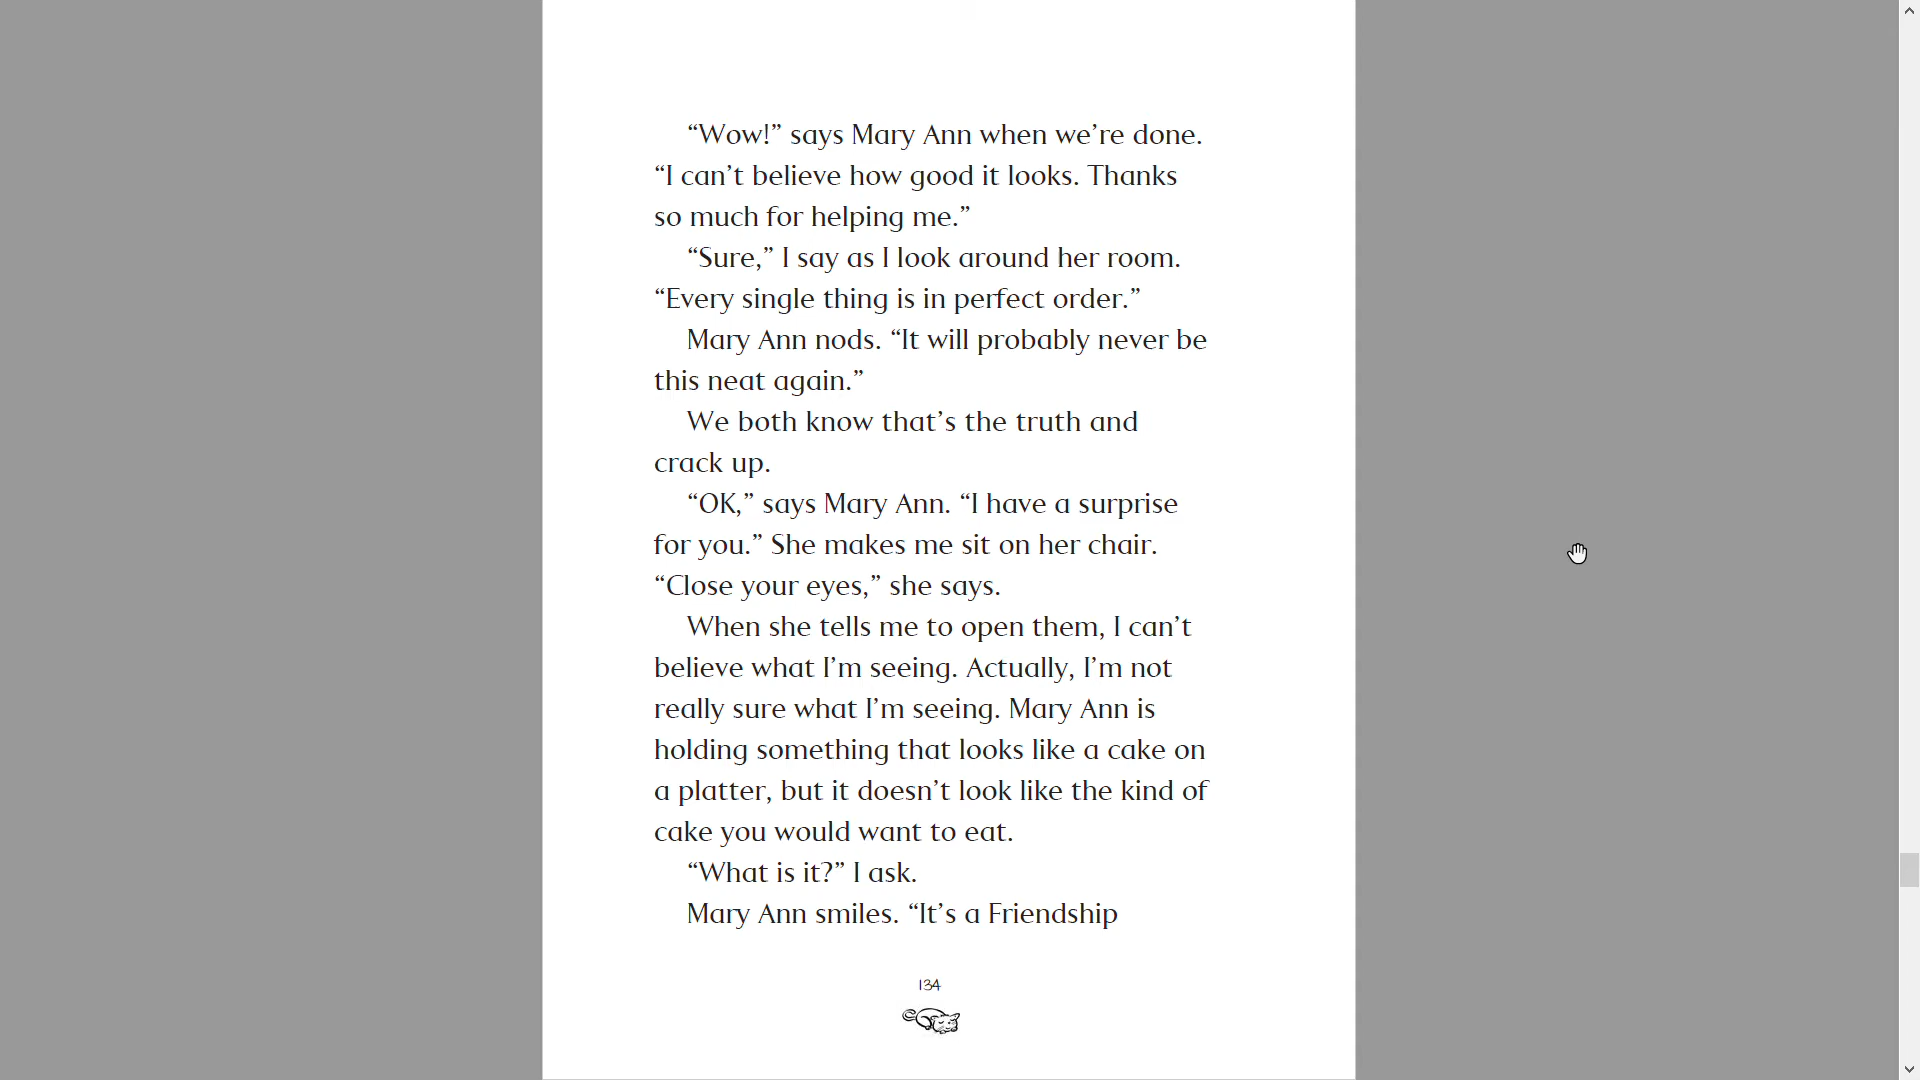 “Wow!” says Mary Ann when we’re done.
“I can’t believe how good it looks. Thanks
so much for helping me.”
“Sure,” I say as I look around her room.
“Every single thing is in perfect order.”
Mary Ann nods. “It will probably never be
this neat again.”
We both know that’s the truth and
crack up.
“OK,” says Mary Ann. “I have a surprise
for you.” She makes me sit on her chair.
“Close your eyes,” she says.
When she tells me to open them, I can’t
believe what I’m seeing. Actually, I’m not
really sure what I’m seeing. Mary Ann is
holding something that looks like a cake on
a platter, but it doesn’t look like the kind of
cake you would want to eat.
“What is it?” I ask.
Mary Ann smiles. “It’s a Friendship
134